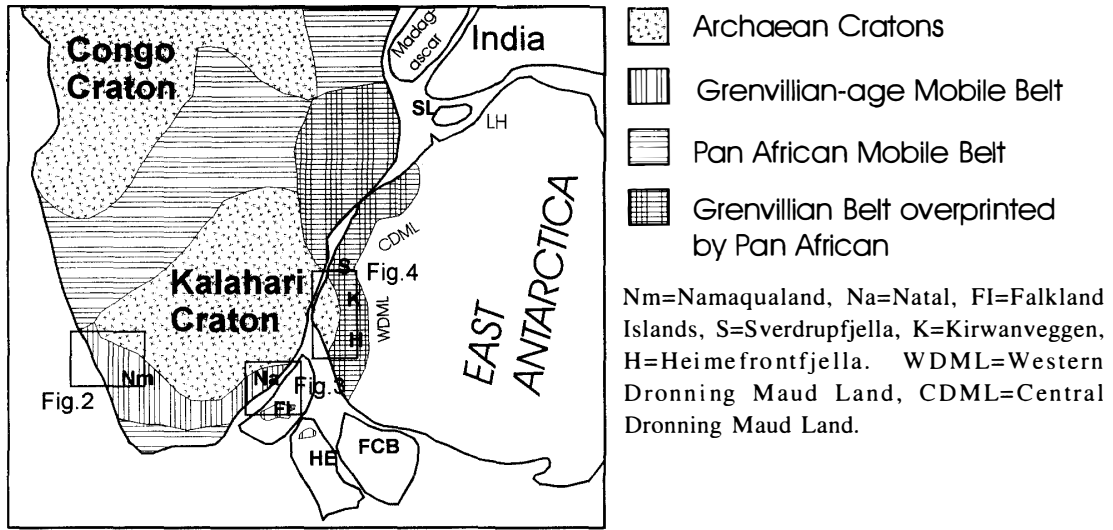 Congo
Craton
Madag-
ascar
India
SL
LH
CDML
S
Fig.4
K
WDML
H
Kalahari
Craton
EAST
ANTARCTICA
Nm
Na
Fig.2
Fig.3
FI
HE
FCB
Archaean Cratons
Grenvillian-age Mobile Belt
Pan African Mobile Belt
Grenvillian Belt overprinted
by Pan African
Nm=Namaqualand, Na=Natal, FI=Falkland
Islands, S=Sverdrupfjella, K=Kirwanveggen,
H=Heimefrontfjella. WDML=Western
Dronning Maud Land, CDML=Central
Dronning Maud Land.